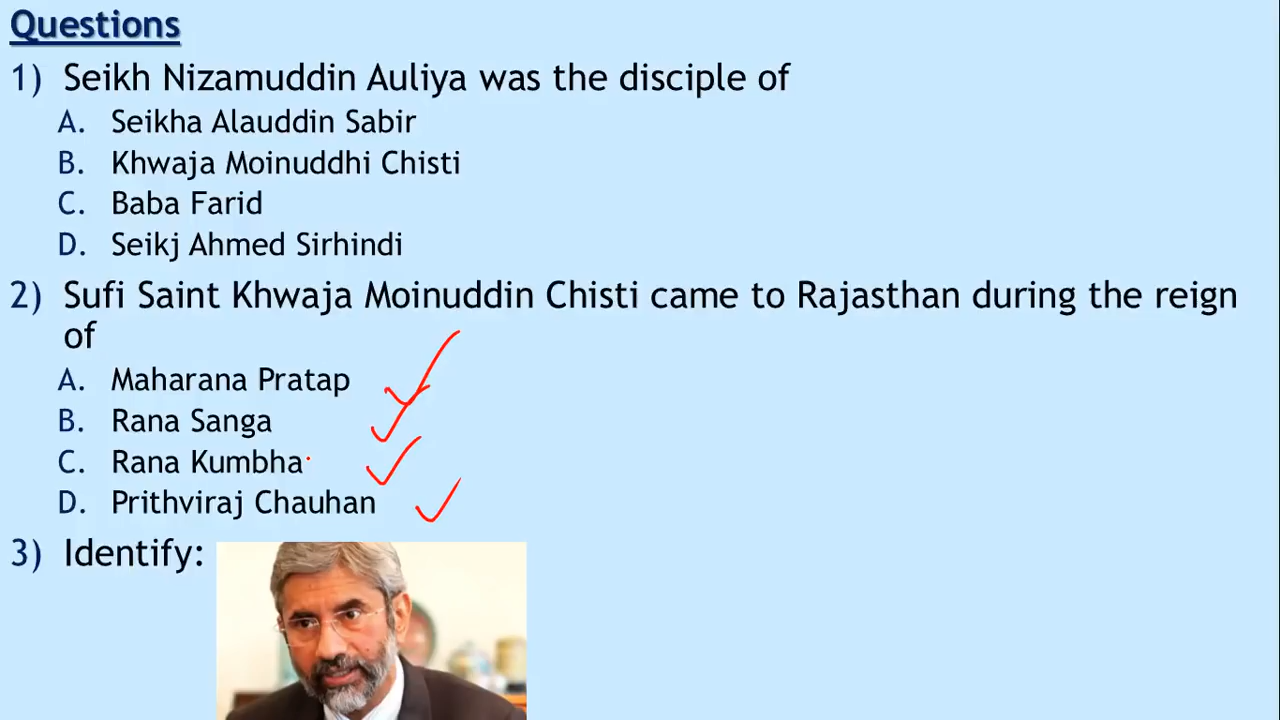 Questions
1) Seikh Nizamuddin Auliya was the disciple of
A. Seikha Alauddin Sabir
B. Khwaja Moinuddhi Chisti
C. Baba Farid
D. Seikj Ahmed Sirhindi
2) Sufi Saint Khwaja Moinuddin Chisti came to Rajasthan during the reign
of
A. Maharana Pratap
B. Rana Sanga
C. Rana Kumbha
D. Prithviraj Chauhan
3) Identify: